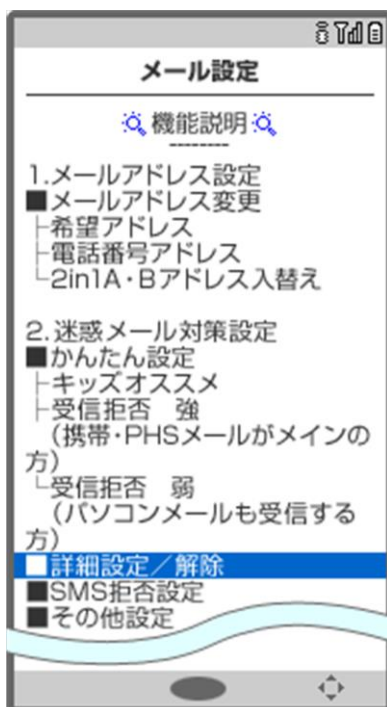 メール設定
機能説明
1.メールアドレス設定
■メールアドレス変更
├希望アドレス
├電話番号アドレス
└2in1A・Bアドレス入替え
2.迷惑メール対策設定
■かんたん設定
├キッズオススメ
├受信拒否 強
(携帯・PHSメールがメインの
方)
└受信拒否 弱
(パソコンメールも受信する
方)
■詳細設定／解除
■SMS拒否設定
■その他設定